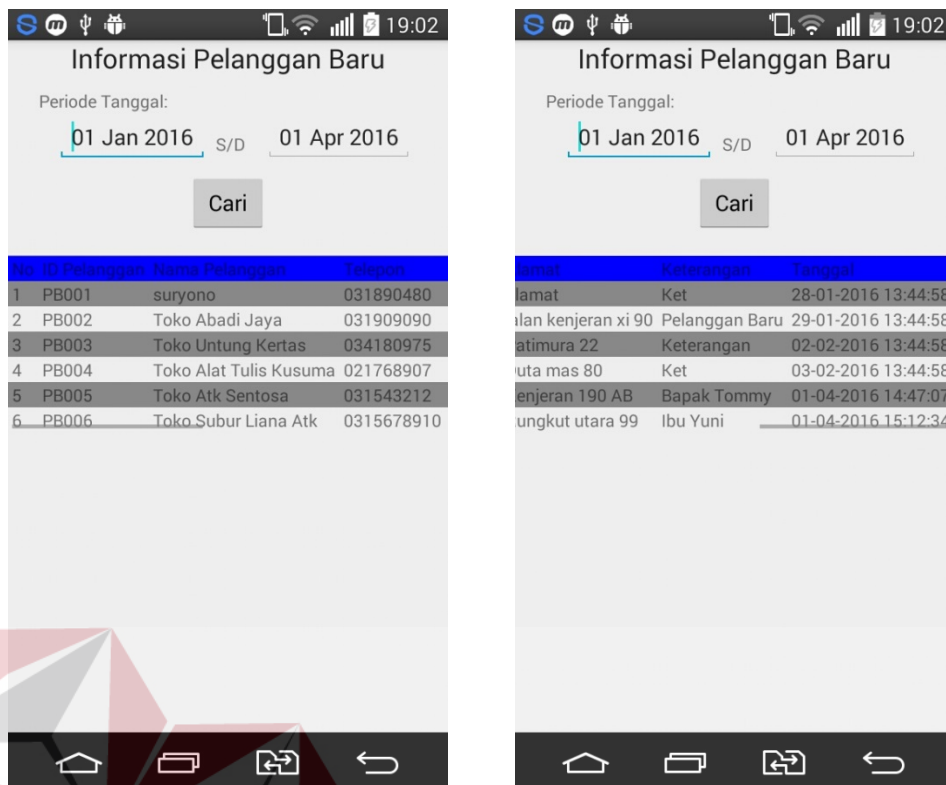 19:02
Informasi Pelanggan Baru
Periode Tanggal:
01 Jan 2016 S/D 01 Apr 2016
Cari
No ID Pelanggan Nama Pelanggan Telepon
1 PB001 suryono 031890480
2 PB002 Toko Abadi Jaya 031909090
3 PB003 Toko Untung Kertas 034180975
4 PB004 Toko Alat Tulis Kusuma 021768907
5 PB005 Toko Atk Sentosa 031543212
6 PB006 Toko Subur Liana Atk 0315678910
19:02
Informasi Pelanggan Baru
Periode Tanggal:
01 Jan 2016 S/D 01 Apr 2016
Cari
lamat Keterangan Tanggal
lamat Ket 28-01-2016 13:44:58
alan kenjeran xi 90 Pelanggan Baru 29-01-2016 13:44:58
atimura 22 Keterangan 02-02-2016 13:44:58
uta mas 80 Ket 03-02-2016 13:44:58
enjeran 190 AB Bapak Tommy 01-04-2016 14:47:07
ungkut utara 99 Ibu Yuni 01-04-2016 15:12:34